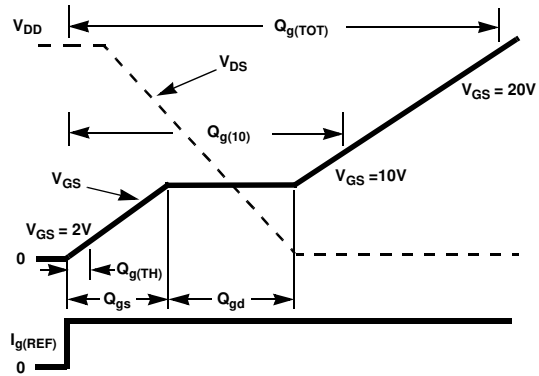 V_DD
Q_g(TOT)
V_DS
V_GS = 20V
Q_g(10)
V_GS
V_GS =10V
V_GS = 2V
0
Q_g(TH)
Q_gs
Q_gd
I_g(REF)
0